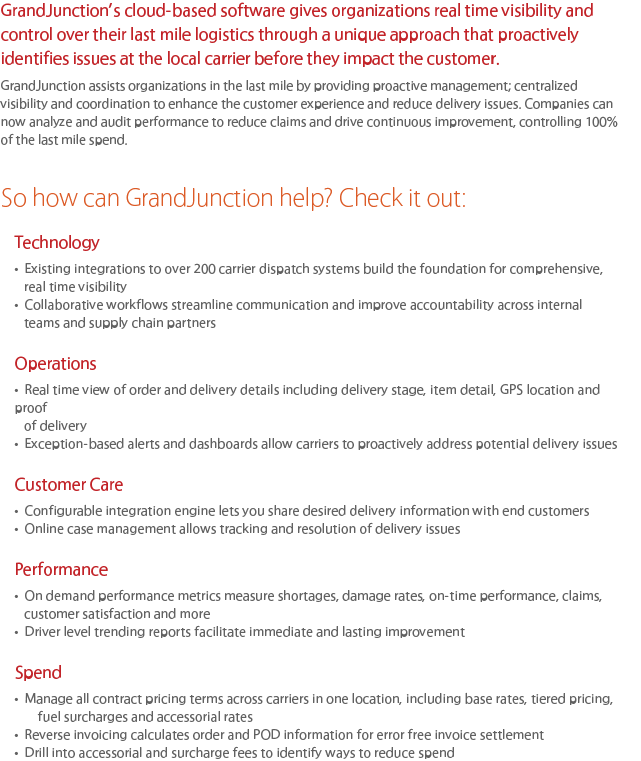 GrandJunction's cloud-based software gives organizations real time visibility and
control over their last mile logistics through a unique approach that proactively
identifies issues at the local carrier before they impact the customer.
GrandJunction assists organizations in the last mile by providing proactive management; centralized
visibility and coordination to enhance the customer experience and reduce delivery issues. Companies can
now analyze and audit performance to reduce claims and drive continuous improvement, controlling 100%
of the last mile spend.
So how can GrandJunction help? Check it out:
Technology
• Existing integrations to over 200 carrier dispatch systems build the foundation for comprehensive,
real time visibility
• Collaborative workflows streamline communication and improve accountability across internal
teams and supply chain partners
Operations
• Real time view of order and delivery details including delivery stage, item detail, GPS location and
proof
of delivery
• Exception-based alerts and dashboards allow carriers to proactively address potential delivery issues
Customer Care
• Configurable integration engine lets you share desired delivery information with end customers
• Online case management allows tracking and resolution of delivery issues
Performance
• On demand performance metrics measure shortages, damage rates, on-time performance, claims,
customer satisfaction and more
• Driver level trending reports facilitate immediate and lasting improvement
Spend
• Manage all contract pricing terms across carriers in one location, including base rates, tiered pricing,
fuel surcharges and accessorial rates
• Reverse invoicing calculates order and POD information for error free invoice settlement
• Drill into accessorial and surcharge fees to identify ways to reduce spend